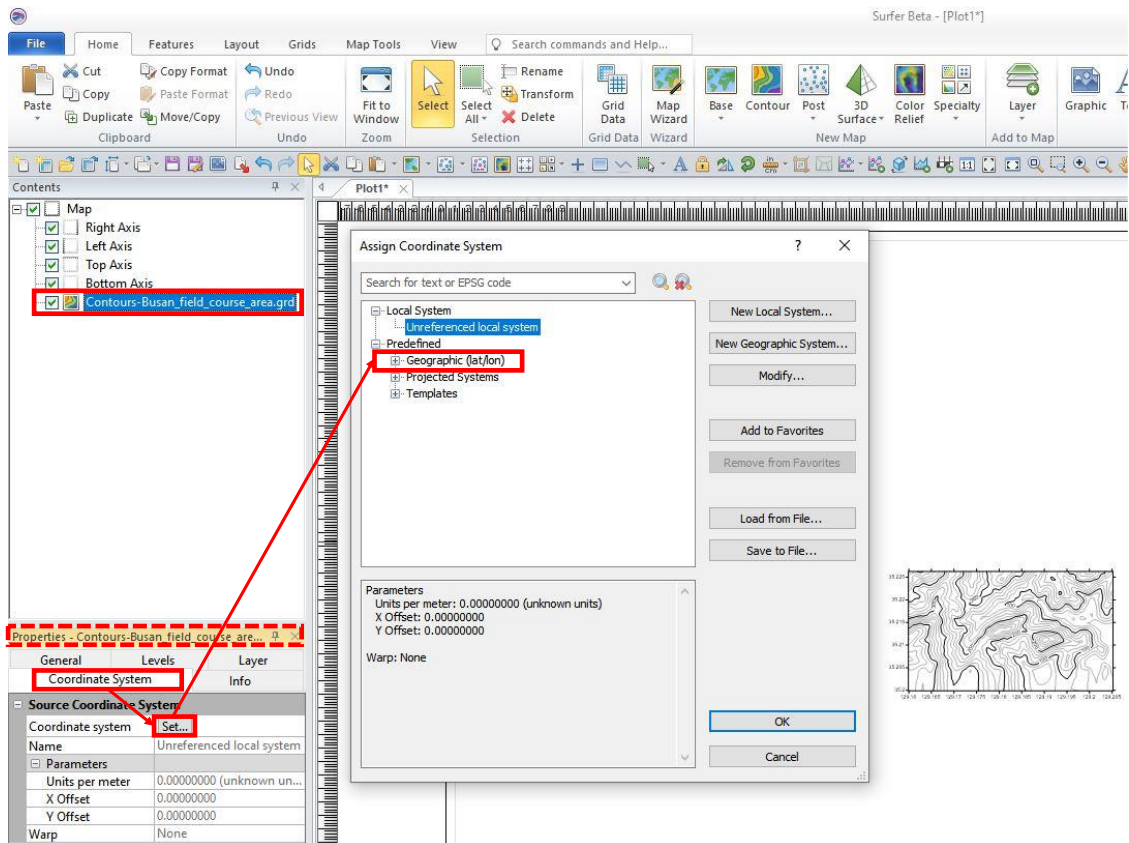 Surfer Beta - [Plot1*]
File Home Features Layout Grids Map Tools View Search commands and Help...
Paste
Cut
Copy
Duplicate
Copy Format
Paste Format
Move/Copy
Clipboard
Undo
Redo
Previous View
Undo
Fit to Window
Zoom
Select
Select All
Rename
Transform
Delete
Selection
Grid Data
Grid Data
Map Wizard
Wizard
Base
Contour
Post
3D Surface
Color Relief
Specialty
New Map
Layer
Add to Map
Graphic
Contents
Plot1*
Map
Right Axis
Left Axis
Top Axis
Bottom Axis
Contours-Busan_field_course_area.grd
Assign Coordinate System ?
Search for text or EPSG code
Local System
Unreferenced local system
Predefined
Geographic (lat/lon)
Projected Systems
Templates
New Local System...
New Geographic System...
Modify...
Add to Favorites
Remove from Favorites
Load from File...
Save to File...
Parameters
Units per meter: 0.00000000 (unknown units)
X Offset: 0.00000000
Y Offset: 0.00000000
Warp: None
OK
Cancel
Properties - Contours-Busan_field_course_are...
General Levels Layer
Coordinate System Info
Source Coordinate System
Coordinate system Set...
Name Unreferenced local system
Parameters
Units per meter 0.00000000 (unknown un...
X Offset 0.00000000
Y Offset 0.00000000
Warp None